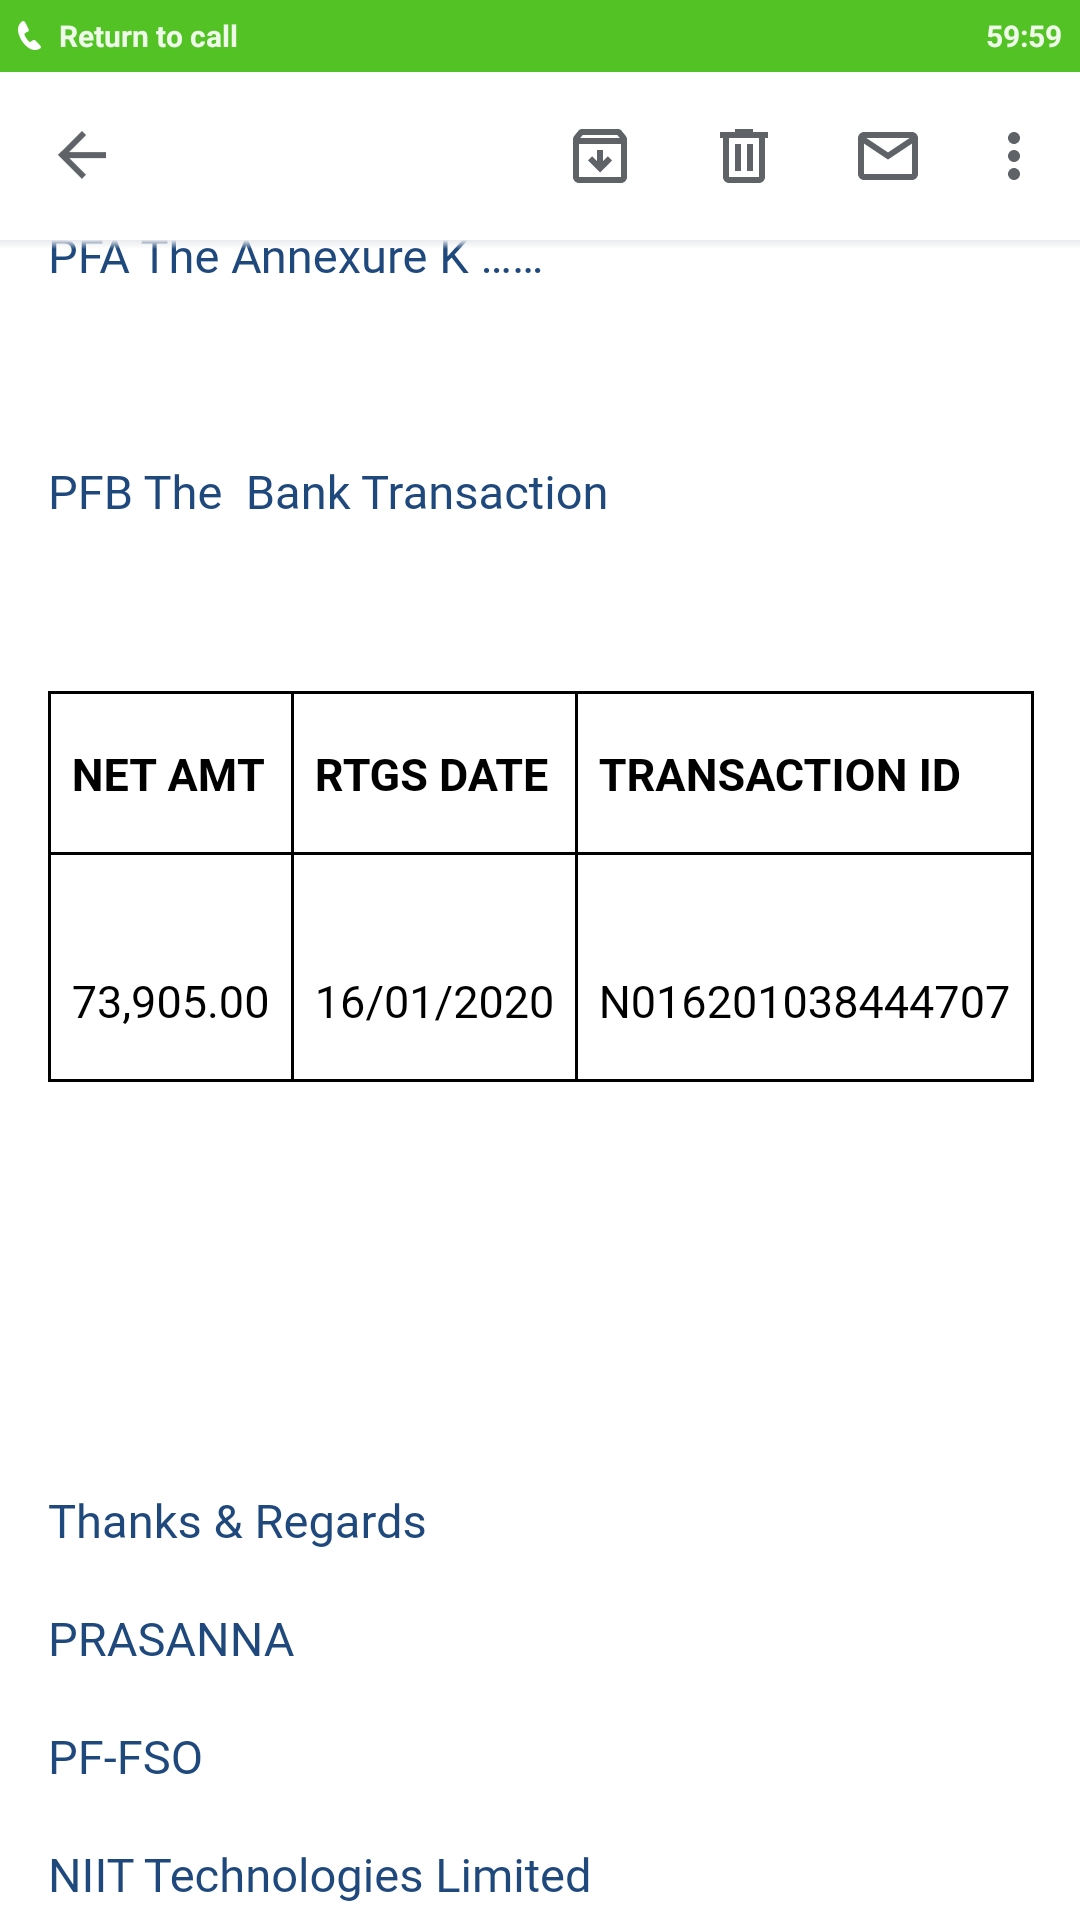 Return to call 59:59
PFA The Annexure K ......
PFB The  Bank Transaction
NET AMT RTGS DATE TRANSACTION ID
73,905.00 16/01/2020 N016201038444707
Thanks & Regards
PRASANNA
PF-FSO
NIIT Technologies Limited